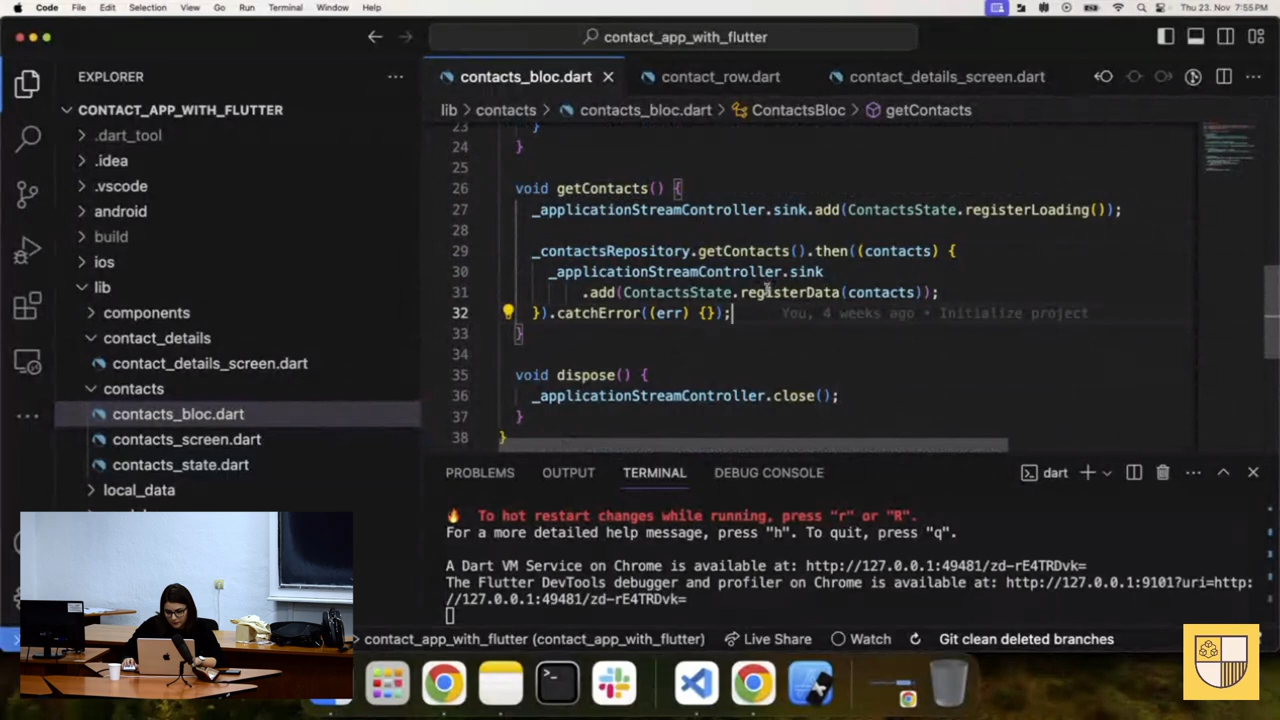 Code File Edit Selection View Go Run Terminal Window Help
Thu 23. Nov 7:55PM
contact_app_with_flutter
EXPLORER
contacts_bloc.dart
contact_row.dart
contact_details_screen.dart
CONTACT_APP_WITH_FLUTTER
lib > contacts > contacts_bloc.dart > ContactsBloc > getContacts
.dart_tool
.idea
.vscode
android
build
ios
lib
components
contact_details
contact_details_screen.dart
contacts
contacts_bloc.dart
contacts_screen.dart
contacts_state.dart
local_data
23 }
24 }
25
26 void getContacts() {
27 _applicationStreamController.sink.add(ContactsState.registerLoading());
28
29 _contactsRepository.getContacts().then((contacts) {
30 _applicationStreamController.sink
31 .add(ContactsState.registerData(contacts));
32 }).catchError((err) {}); You, 4 weeks ago • Initialize project
33 }
34
35 void dispose() {
36 _applicationStreamController.close();
37 }
38 }
PROBLEMS OUTPUT TERMINAL DEBUG CONSOLE
dart
🔥 To hot restart changes while running, press "r" or "R".
For a more detailed help message, press "h". To quit, press "q".
A Dart VM Service on Chrome is available at: http://127.0.0.1:49481/zd-rE4TRDvk=
The Flutter DevTools debugger and profiler on Chrome is available at: http://127.0.0.1:9101?uri=http:
//127.0.0.1:49481/zd-rE4TRDvk=
contact_app_with_flutter (contact_app_with_flutter) Live Share Watch Git clean deleted branches